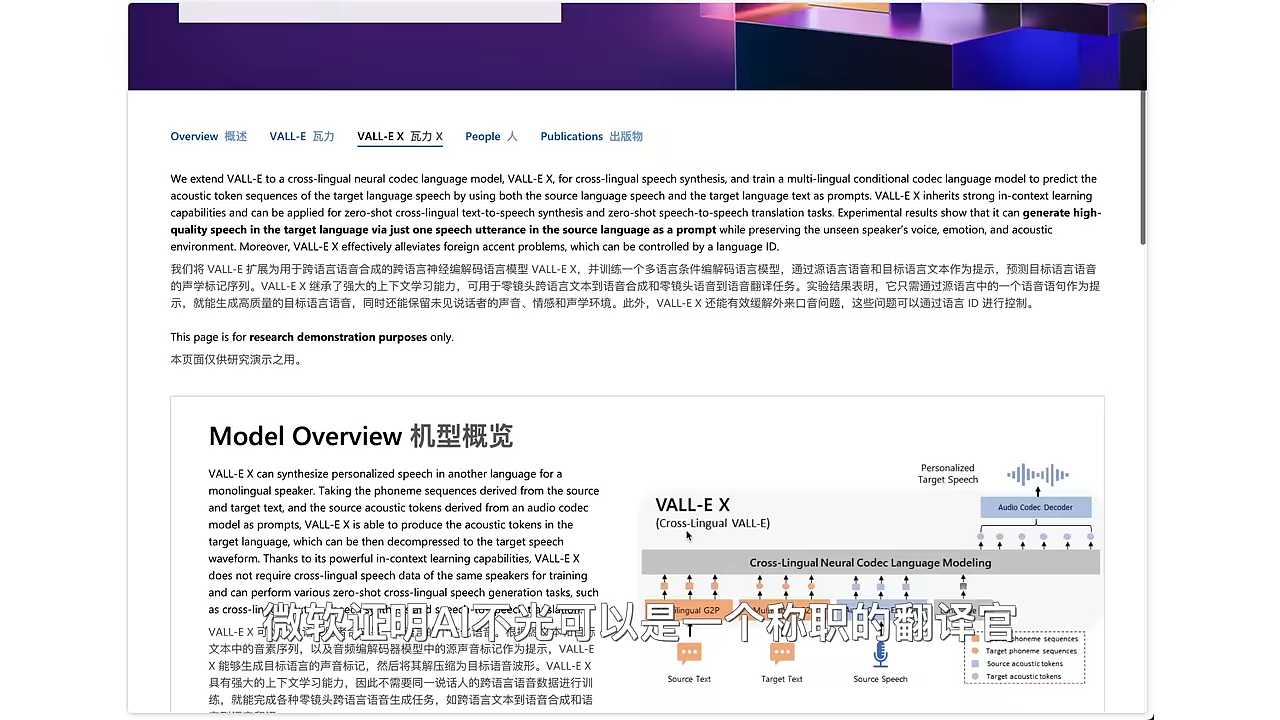 Overview 概述 VALL-E 瓦力 VALL-E X 瓦力 X People 人 Publications 出版物
We extend VALL-E to a cross-lingual neural codec language model, VALL-E X, for cross-lingual speech synthesis, and train a multi-lingual conditional codec language model to predict the
acoustic token sequences of the target language speech by using both the source language speech and the target language text as prompts. VALL-E X inherits strong in-context learning
capabilities and can be applied for zero-shot cross-lingual text-to-speech synthesis and zero-shot speech-to-speech translation tasks. Experimental results show that it can generate high-
quality speech in the target language via just one speech utterance in the source language as a prompt while preserving the unseen speaker's voice, emotion, and acoustic
environment. Moreover, VALL-E X effectively alleviates foreign accent problems, which can be controlled by a language ID.
我们将 VALL-E 扩展为用于跨语言语音合成的跨语言神经编解码语言模型 VALL-E X，并训练一个多语言条件编解码语言模型，通过源语言语音和目标语言文本作为提示，预测目标语言语音
的声学标记序列。VALL-E X 继承了强大的上下文学习能力，可用于零镜头跨语言文本到语音合成和零镜头语音到语音翻译任务。实验结果表明，它只需通过源语言中的一个语音语句作为提
示，就能生成高质量的目标语言语音，同时还能保留未见说话者的声音、情感和声学环境。此外，VALL-E X 还能有效缓解外来口音问题，这些问题可以通过语言 ID 进行控制。
This page is for research demonstration purposes only.
本页面仅供研究演示之用。
Model Overview 机型概览
VALL-E X can synthesize personalized speech in another language for a
monolingual speaker. Taking the phoneme sequences derived from the source
and target text, and the source acoustic tokens derived from an audio codec
model as prompts, VALL-E X is able to produce the acoustic tokens in the
target language, which can be then decompressed to the target speech
waveform. Thanks to its powerful in-context learning capabilities, VALL-E X
does not require cross-lingual speech data of the same speakers for training
and can perform various zero-shot cross-lingual speech generation tasks, such
as
VALL-E X
文本中的音素序列，以及音频编解码器模型中的源声音标记作为提示，VALL-E
X 能够生成目标语言的声音标记，然后将其解压缩为目标语音波形。VALL-E X
具有强大的上下文学习能力，因此不需要同一说话人的跨语言语音数据进行训
练，就能完成各种零镜头跨语言语音生成任务，如跨语言文本到语音合成和语
Personalized
Target Speech
Audio Codec Decoder
VALL-E X
(Cross-Lingual VALL-E)
Cross-Lingual Neural Codec Language Modeling
G2P
phoneme sequences
Target phoneme sequences
Source acoustic tokens
Target acoustic tokens
Source Text
Target Text
Source Speech
微软证明AI不光可以是一个称职的翻译官